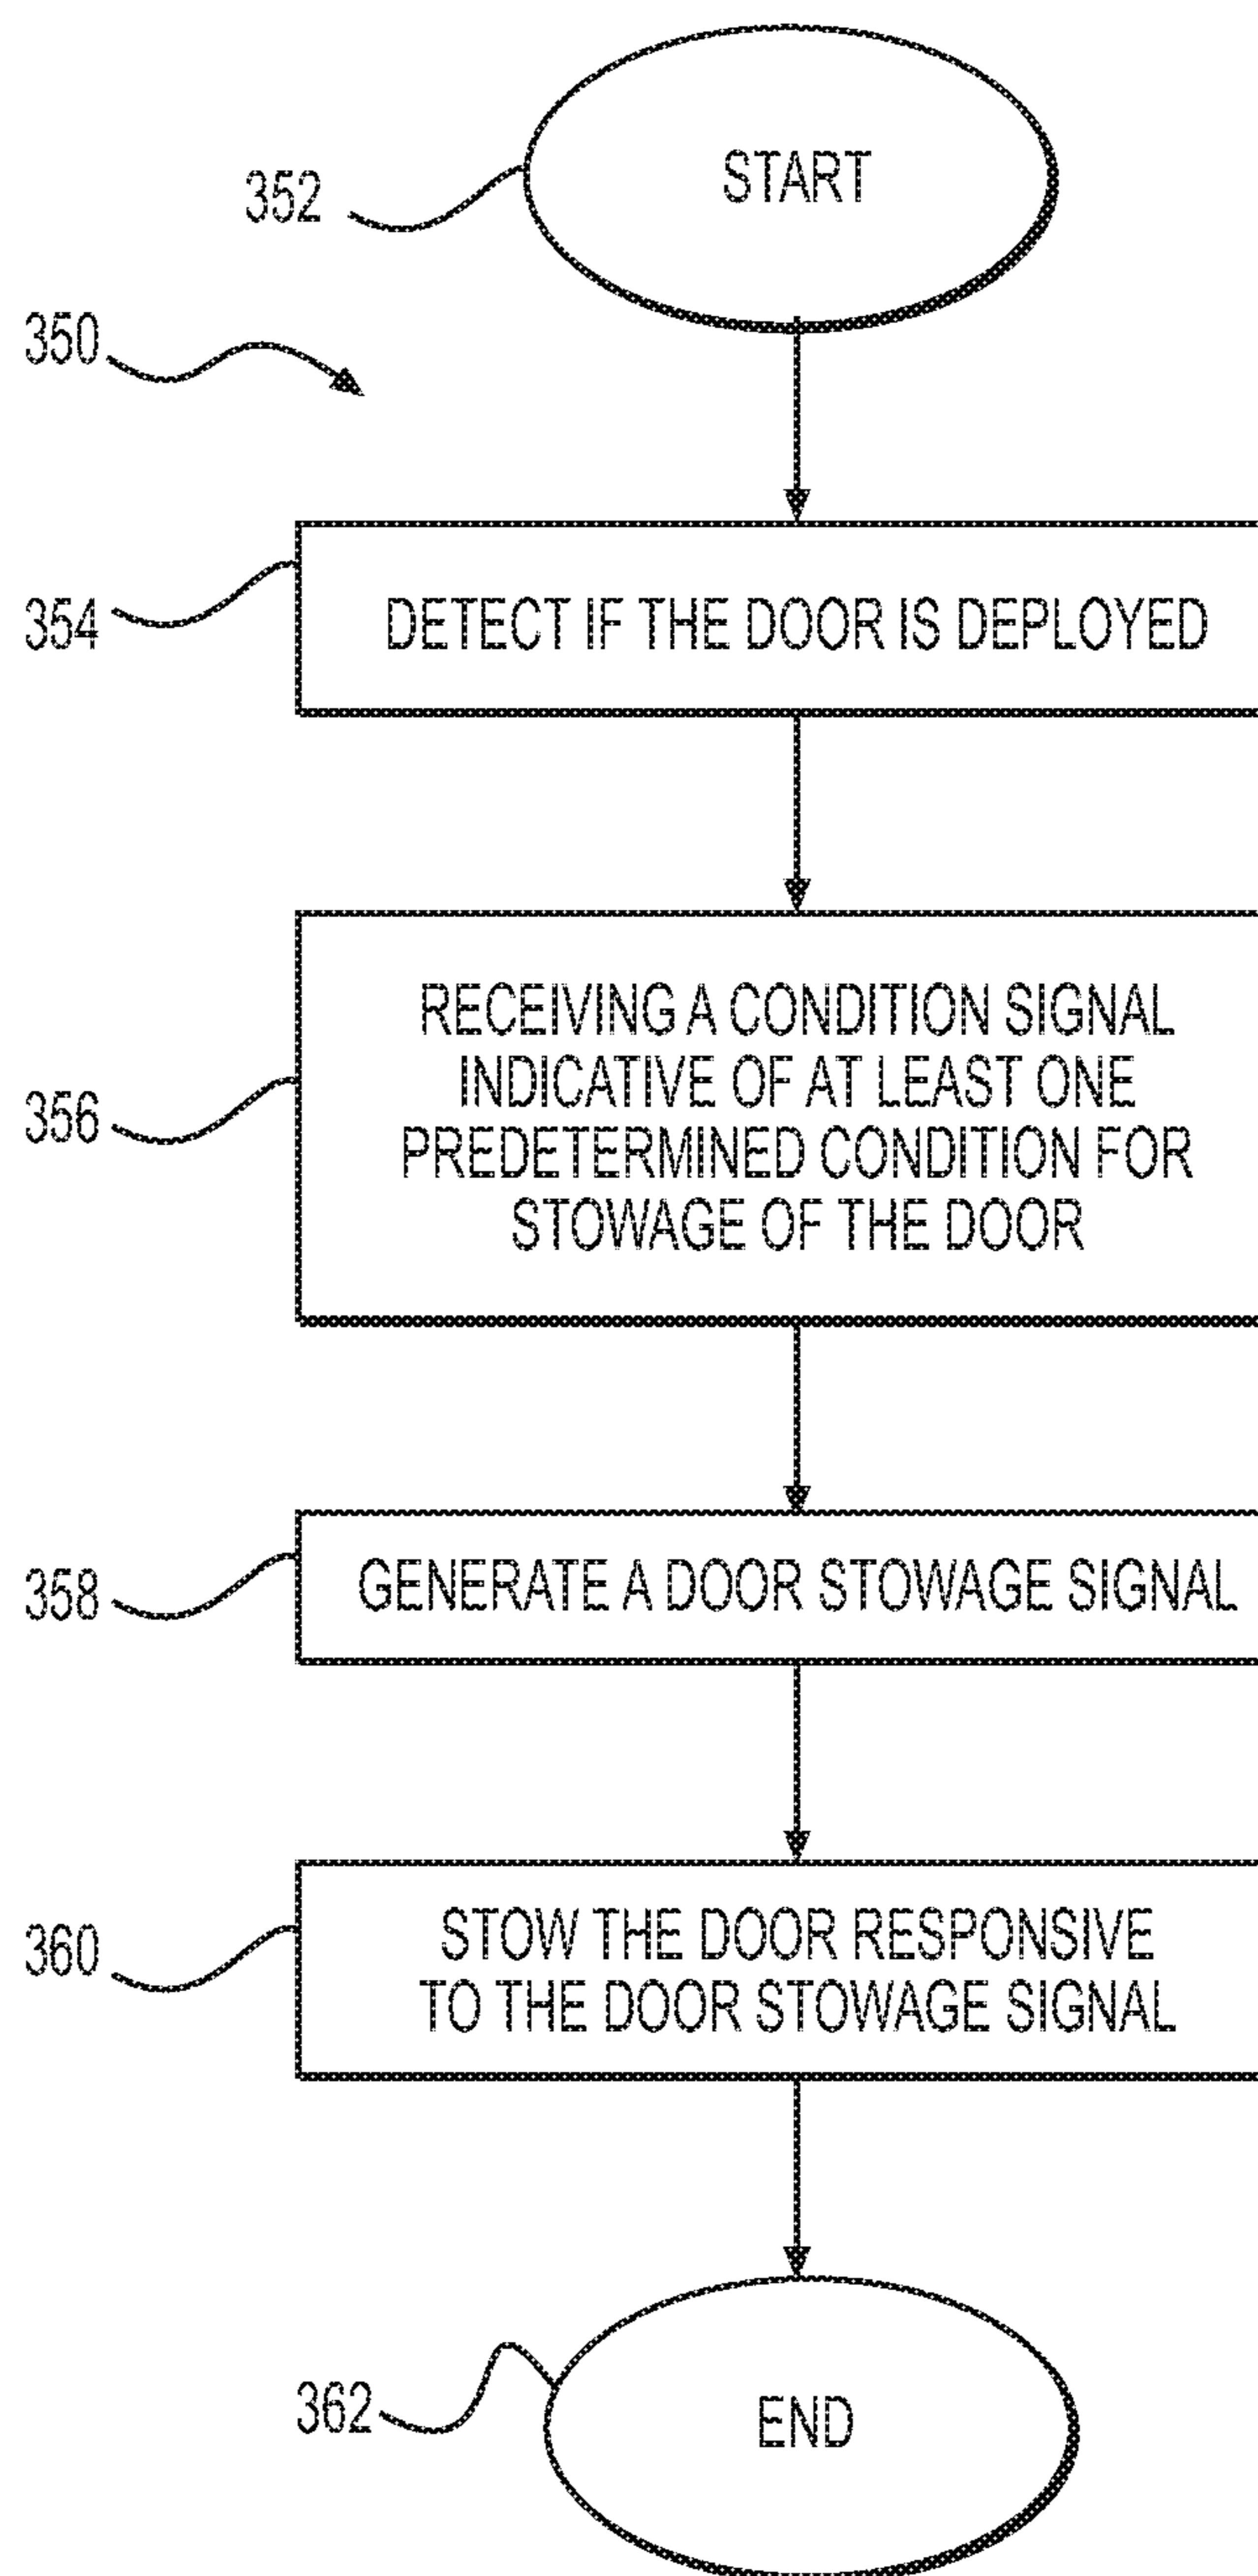 START
352
350
DETECT IF THE DOOR IS DEPLOYED
354
RECEIVING A CONDITION SIGNAL
INDICATIVE OF AT LEAST ONE
PREDETERMINED CONDITION FOR
STOWAGE OF THE DOOR
356
GENERATE A DOOR STOWAGE SIGNAL
358
STOW THE DOOR RESPONSIVE
TO THE DOOR STOWAGE SIGNAL
360
END
362